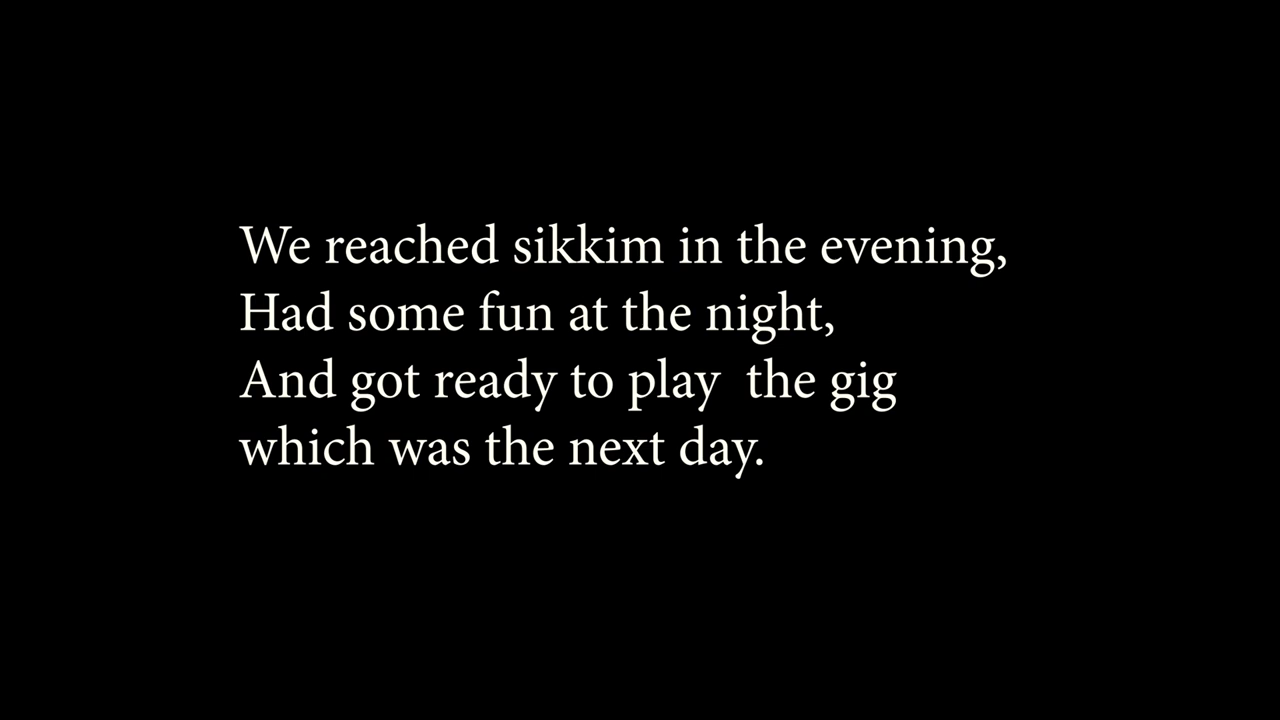 We reached sikkim in the evening,
Had some fun at the night,
And got ready to play  the gig
which was the next day.